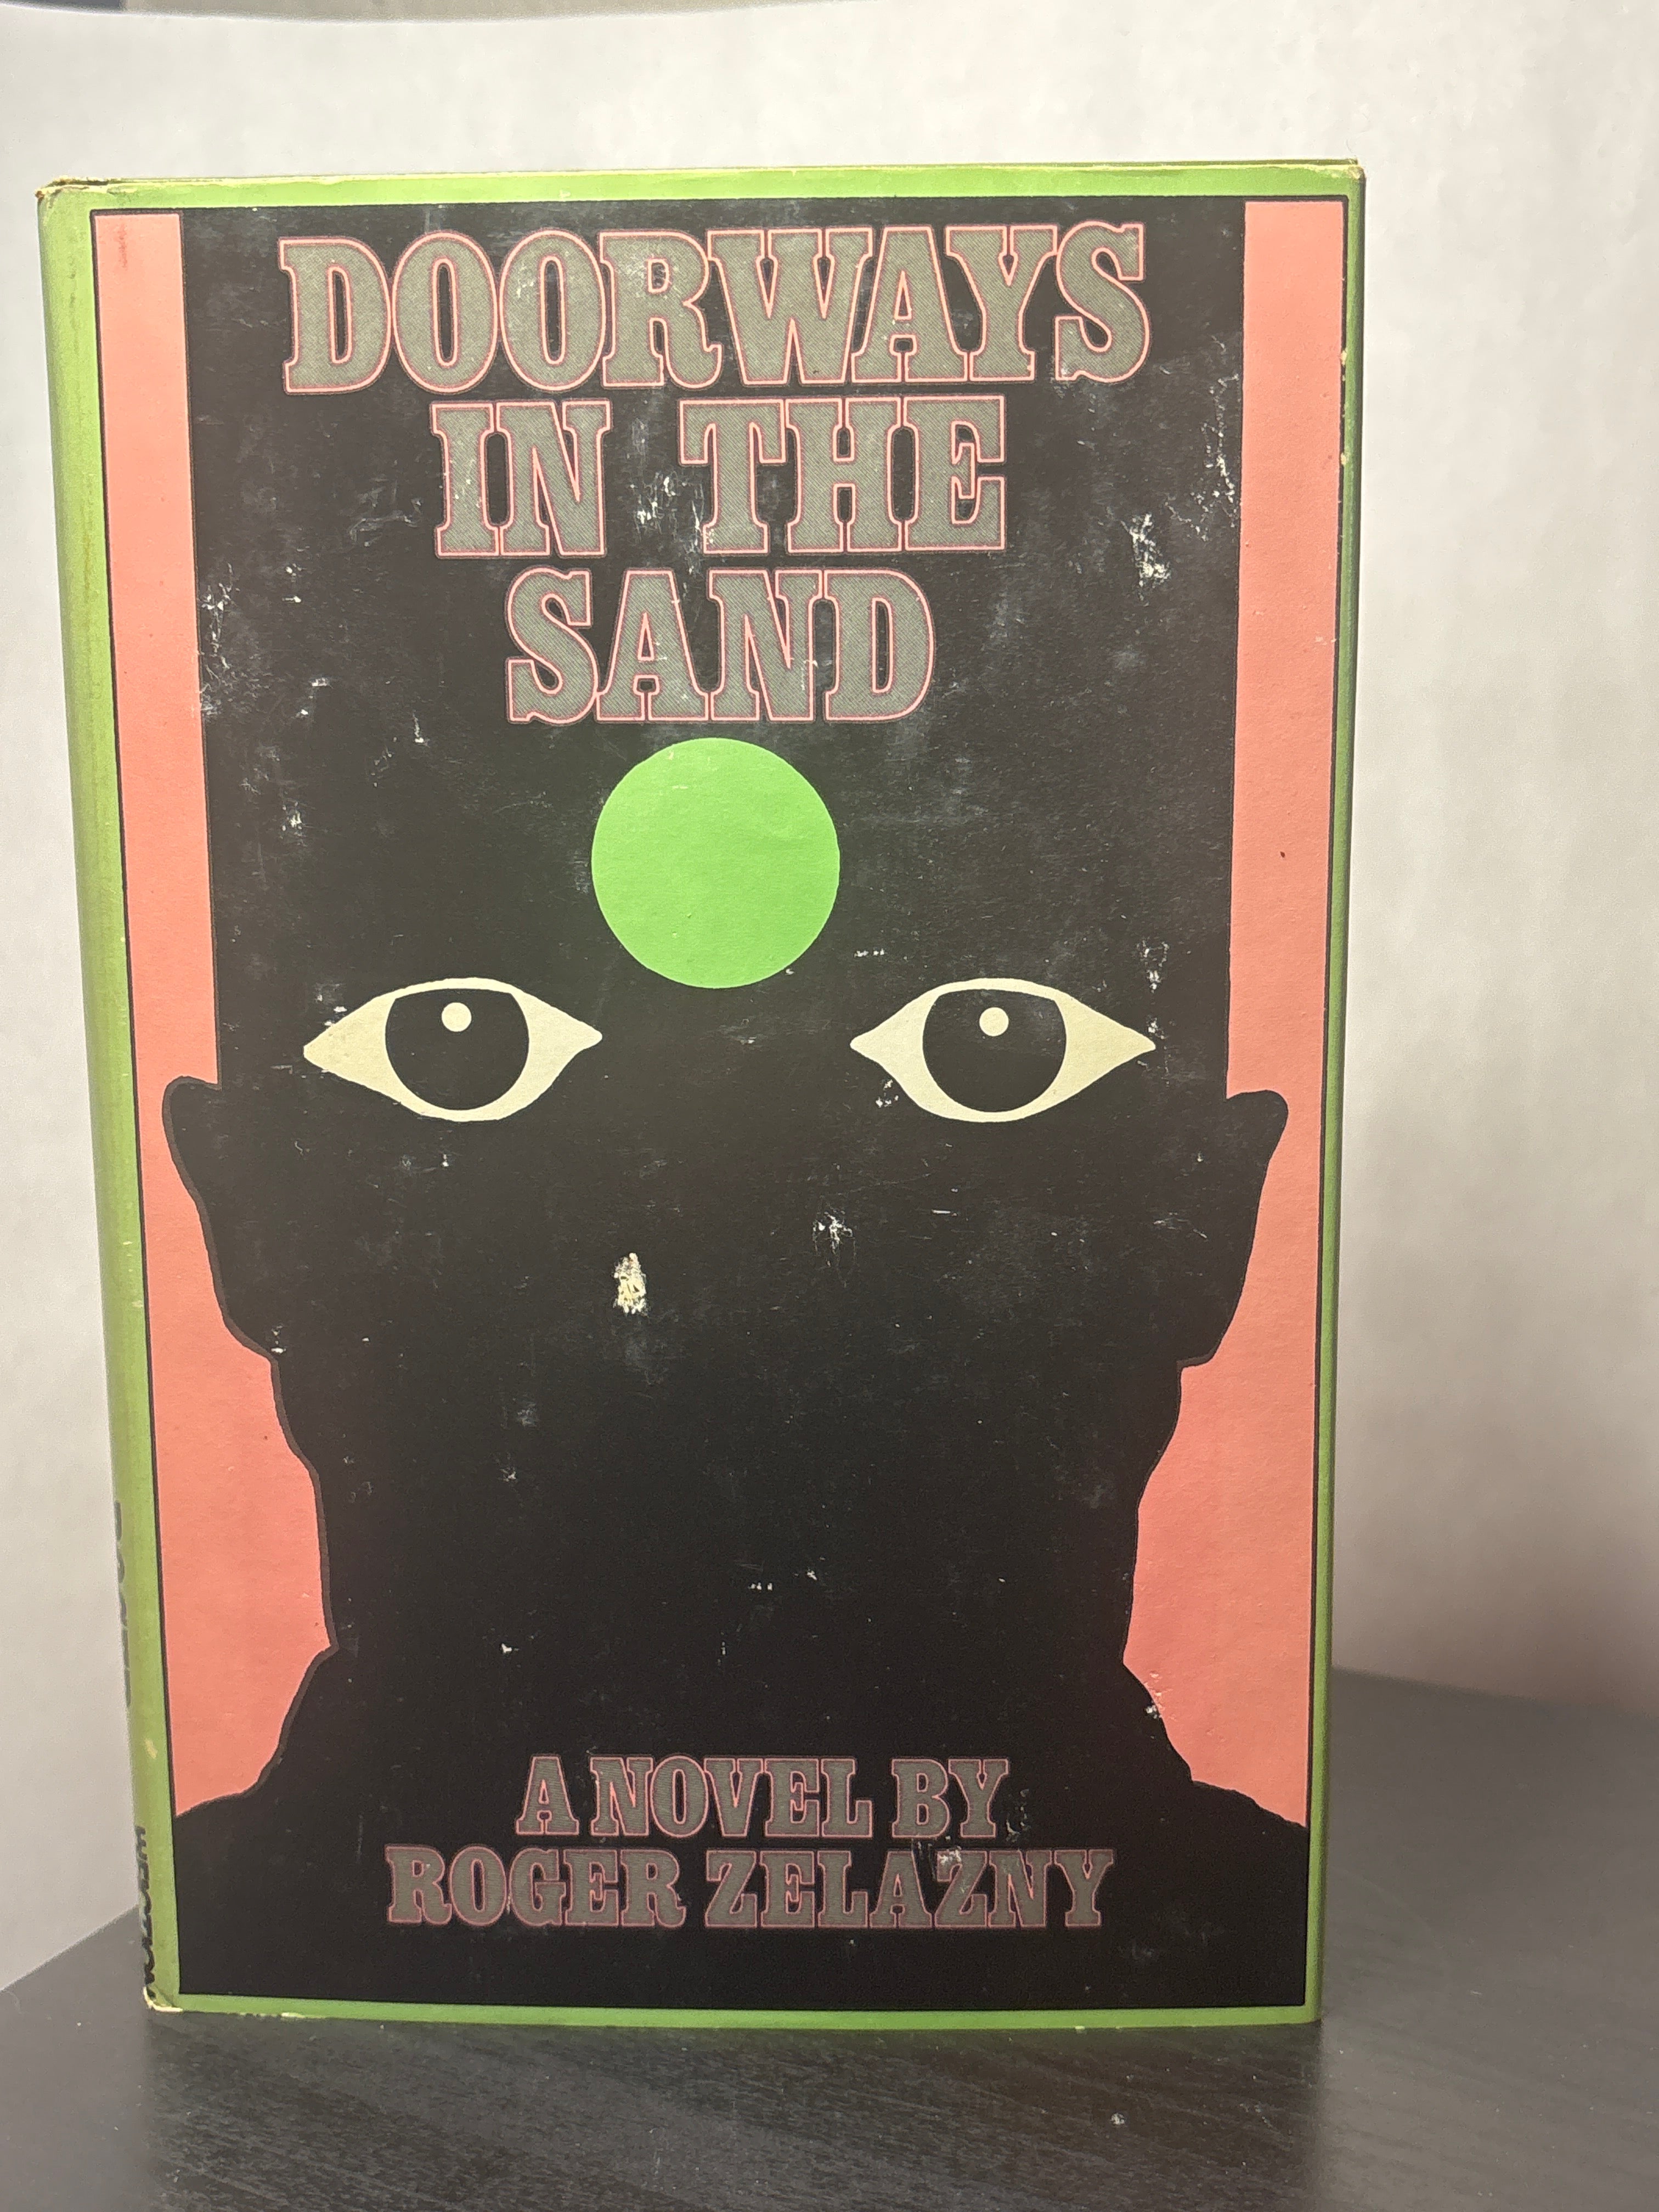 DOORWAYS
IN THE
SAND
A NOVEL BY
ROGER ZELAZNY